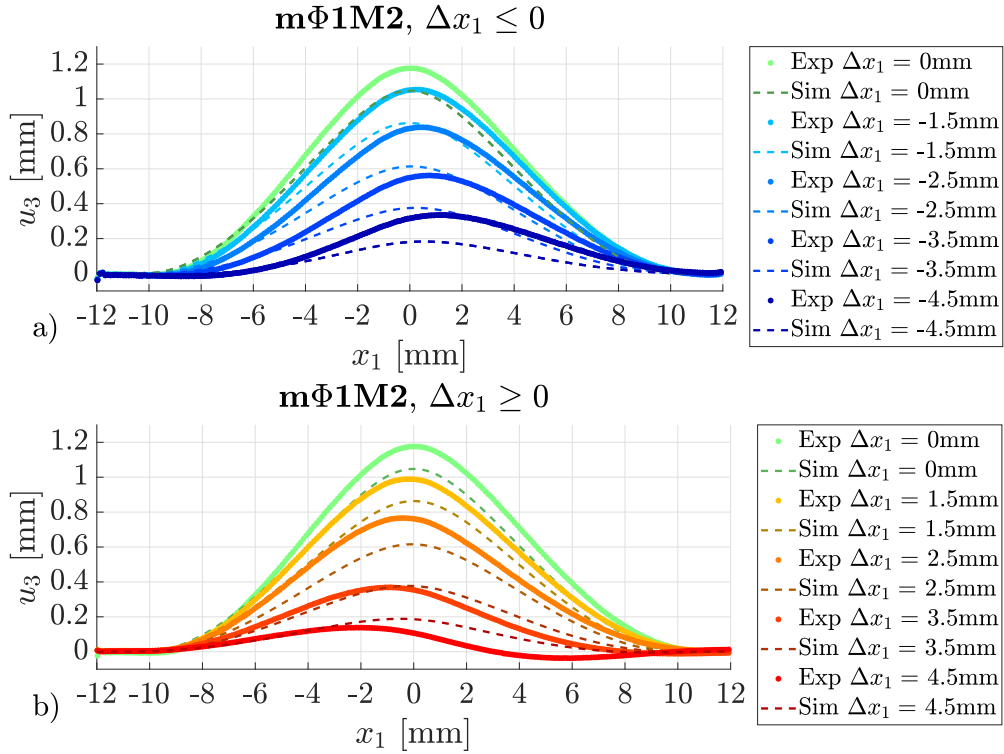 mΦ1M2, Δx₁ ≤ 0
1.2
1
0.8
0.6
0.4
0.2
0
u₃ [mm]
-12 -10 -8 -6 -4 -2 0 2 4 6 8 10 12
a)
x₁ [mm]
Exp Δx₁ = 0mm
Sim Δx₁ = 0mm
Exp Δx₁ = -1.5mm
Sim Δx₁ = -1.5mm
Exp Δx₁ = -2.5mm
Sim Δx₁ = -2.5mm
Exp Δx₁ = -3.5mm
Sim Δx₁ = -3.5mm
Exp Δx₁ = -4.5mm
Sim Δx₁ = -4.5mm
mΦ1M2, Δx₁ ≥ 0
1.2
1
0.8
0.6
0.4
0.2
0
u₃ [mm]
-12 -10 -8 -6 -4 -2 0 2 4 6 8 10 12
b)
x₁ [mm]
Exp Δx₁ = 0mm
Sim Δx₁ = 0mm
Exp Δx₁ = 1.5mm
Sim Δx₁ = 1.5mm
Exp Δx₁ = 2.5mm
Sim Δx₁ = 2.5mm
Exp Δx₁ = 3.5mm
Sim Δx₁ = 3.5mm
Exp Δx₁ = 4.5mm
Sim Δx₁ = 4.5mm